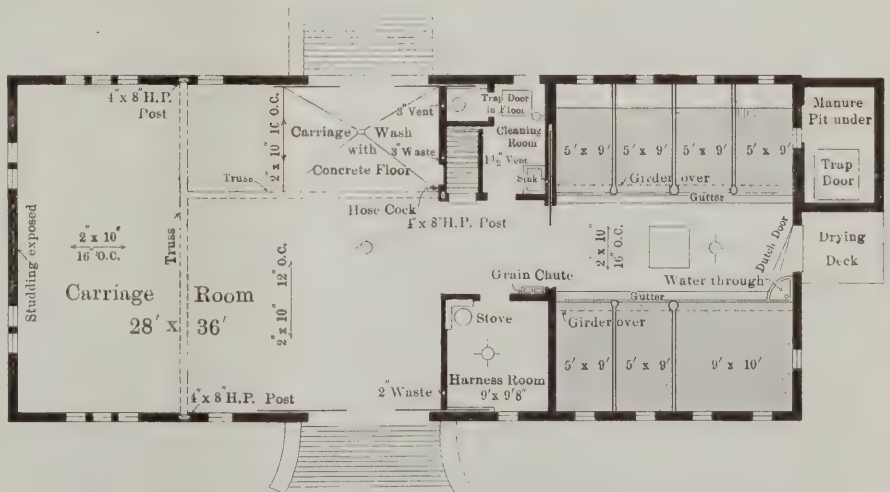 4" x 8" H.P.
Post
2" x 10" 16" O.C.
Carriage Wash
with
Concrete Floor
3" Vent
3" Waste
Trap Door
in Floor
Cleaning
Room
1½" Vent
Sink
5' x 9'
5' x 9'
5' x 9'
5' x 9'
Girder over
Gutter
Manure
Pit under
Trap
Door
Truss
Hose Cock
4" x 8" H.P. Post
Studding exposed
2" x 10"
16" O.C.
Truss
Carriage Room
28' x 36'
2" x 10" 12" O.C.
2" x 10"
16" O.C.
Dutch Door
Drying
Deck
Grain Chute
Water through
Gutter
Girder over
Stove
5' x 9'
5' x 9'
9' x 10'
Harness Room
9' x 9'8"
2" Waste
4" x 8" H.P. Post